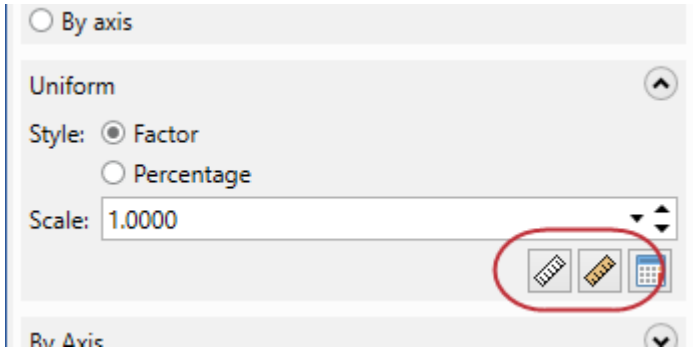 By axis
Uniform
Style: Factor
Percentage
Scale: 1.0000
By Axis